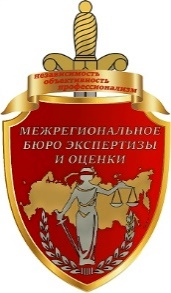 независимость
объективность
профессионализм
МЕЖРЕГИОНАЛЬНОЕ
БЮРО ЭКСПЕРТИЗЫ
И ОЦЕНКИ